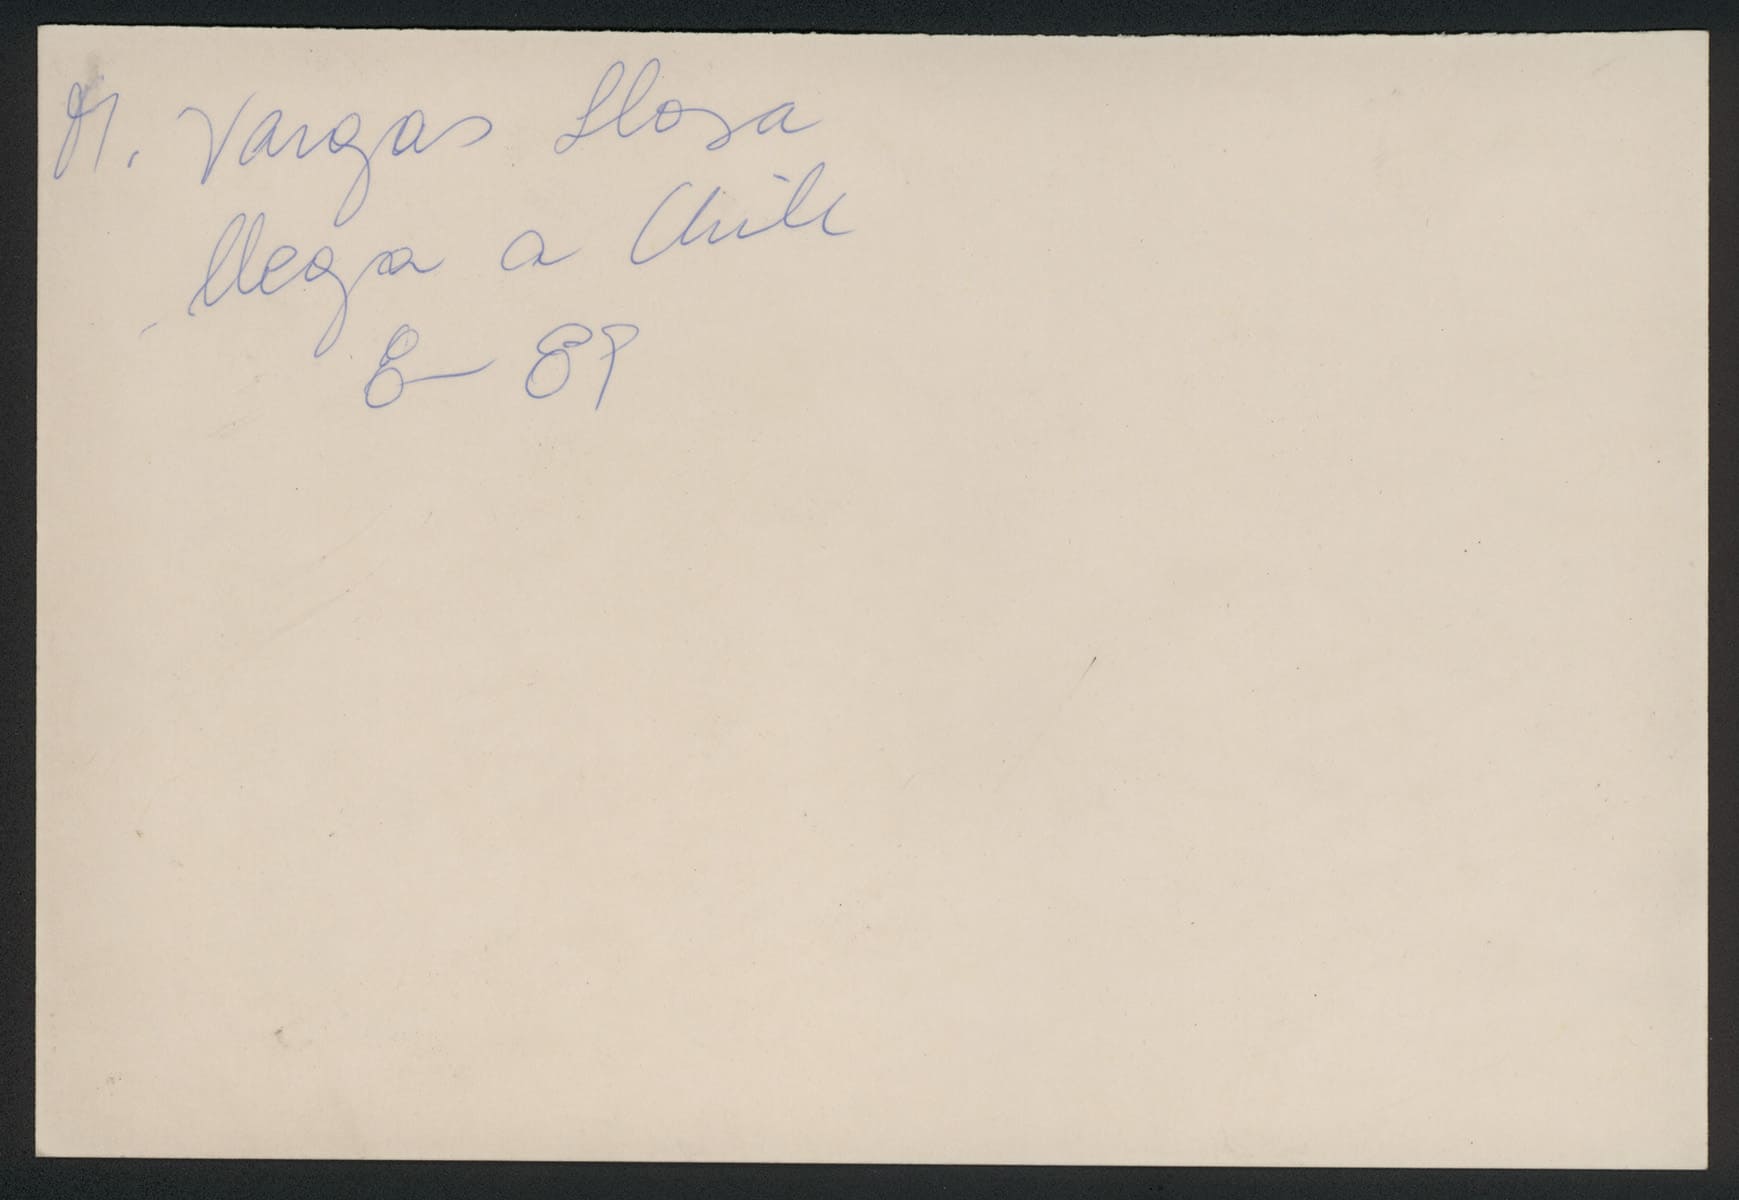 M. Vargas Llosa
llega a Chile
E- 89